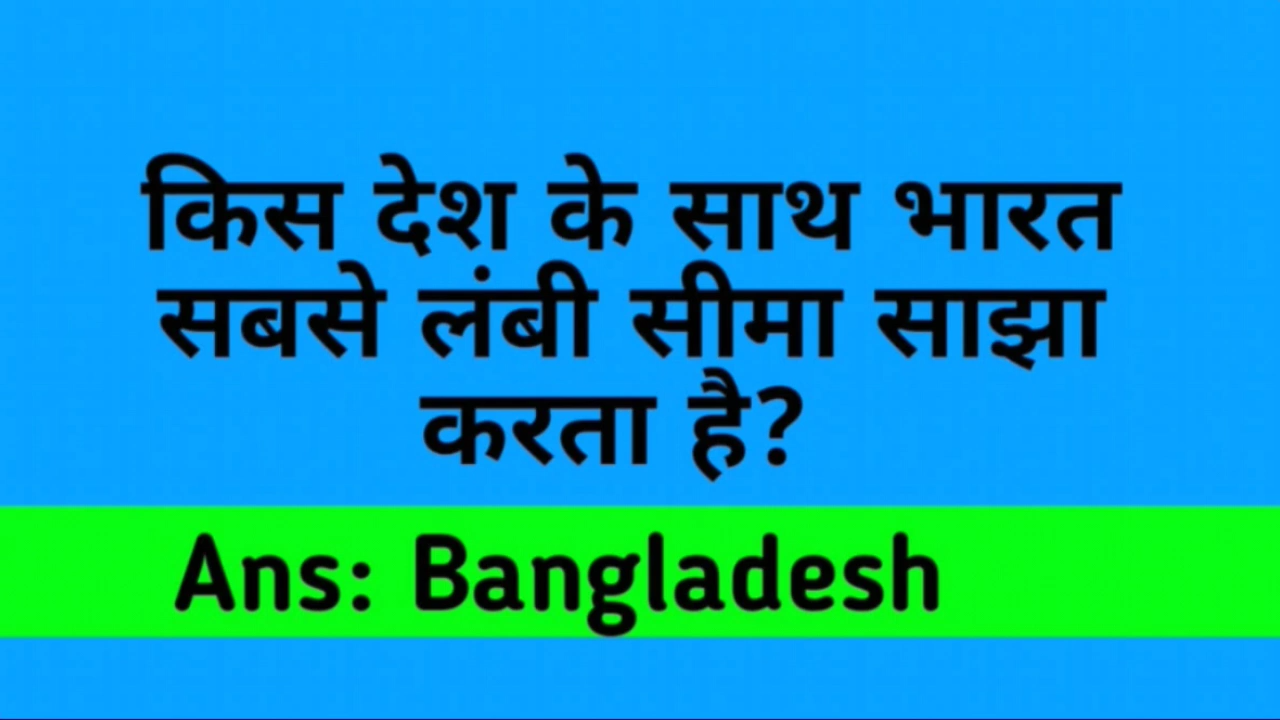 किस देश के साथ भारत
सबसे लंबी सीमा साझा
करता है?
Ans: Bangladesh